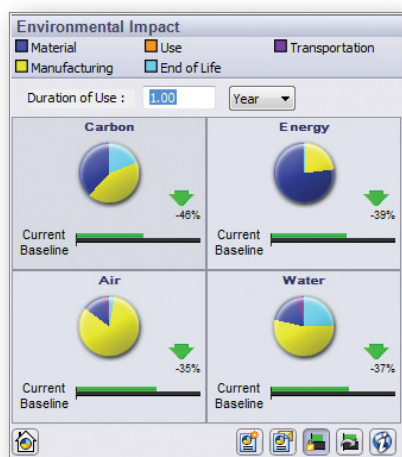 Environmental Impact
Material Use Transportation
Manufacturing End of Life
Duration of Use : 1.00 Year
Carbon
-46%
Current
Baseline
Energy
-39%
Current
Baseline
Air
-35%
Current
Baseline
Water
-37%
Current
Baseline